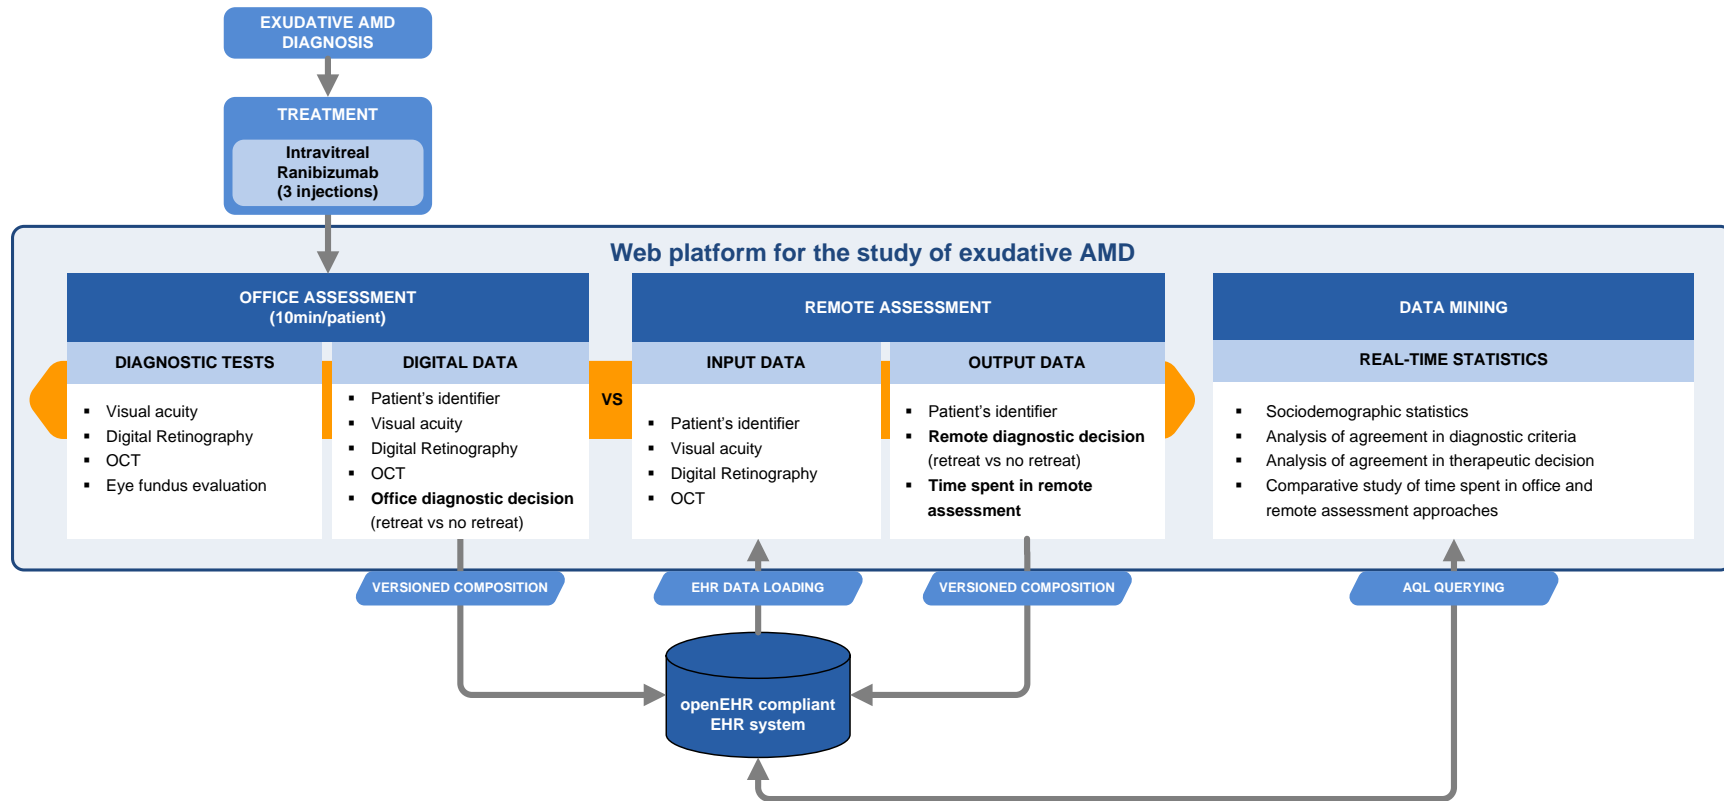 EXUDATIVE AMD
DIAGNOSIS
TREATMENT
Intravitreal
Ranibizumab
(3 injections)
Web platform for the study of exudative AMD
OFFICE ASSESSMENT
(10min/patient)
DIAGNOSTIC TESTS
▪ Visual acuity
▪ Digital Retinography
▪ OCT
▪ Eye fundus evaluation
DIGITAL DATA
▪ Patient’s identifier
▪ Visual acuity
▪ Digital Retinography
▪ OCT
▪ Office diagnostic decision
(retreat vs no retreat)
VS
REMOTE ASSESSMENT
INPUT DATA
▪ Patient’s identifier
▪ Visual acuity
▪ Digital Retinography
▪ OCT
OUTPUT DATA
▪ Patient’s identifier
▪ Remote diagnostic decision
(retreat vs no retreat)
▪ Time spent in remote
assessment
DATA MINING
REAL-TIME STATISTICS
▪ Sociodemographic statistics
▪ Analysis of agreement in diagnostic criteria
▪ Analysis of agreement in therapeutic decision
▪ Comparative study of time spent in office and
remote assessment approaches
VERSIONED COMPOSITION
EHR DATA LOADING
VERSIONED COMPOSITION
AQL QUERYING
openEHR compliant
EHR system